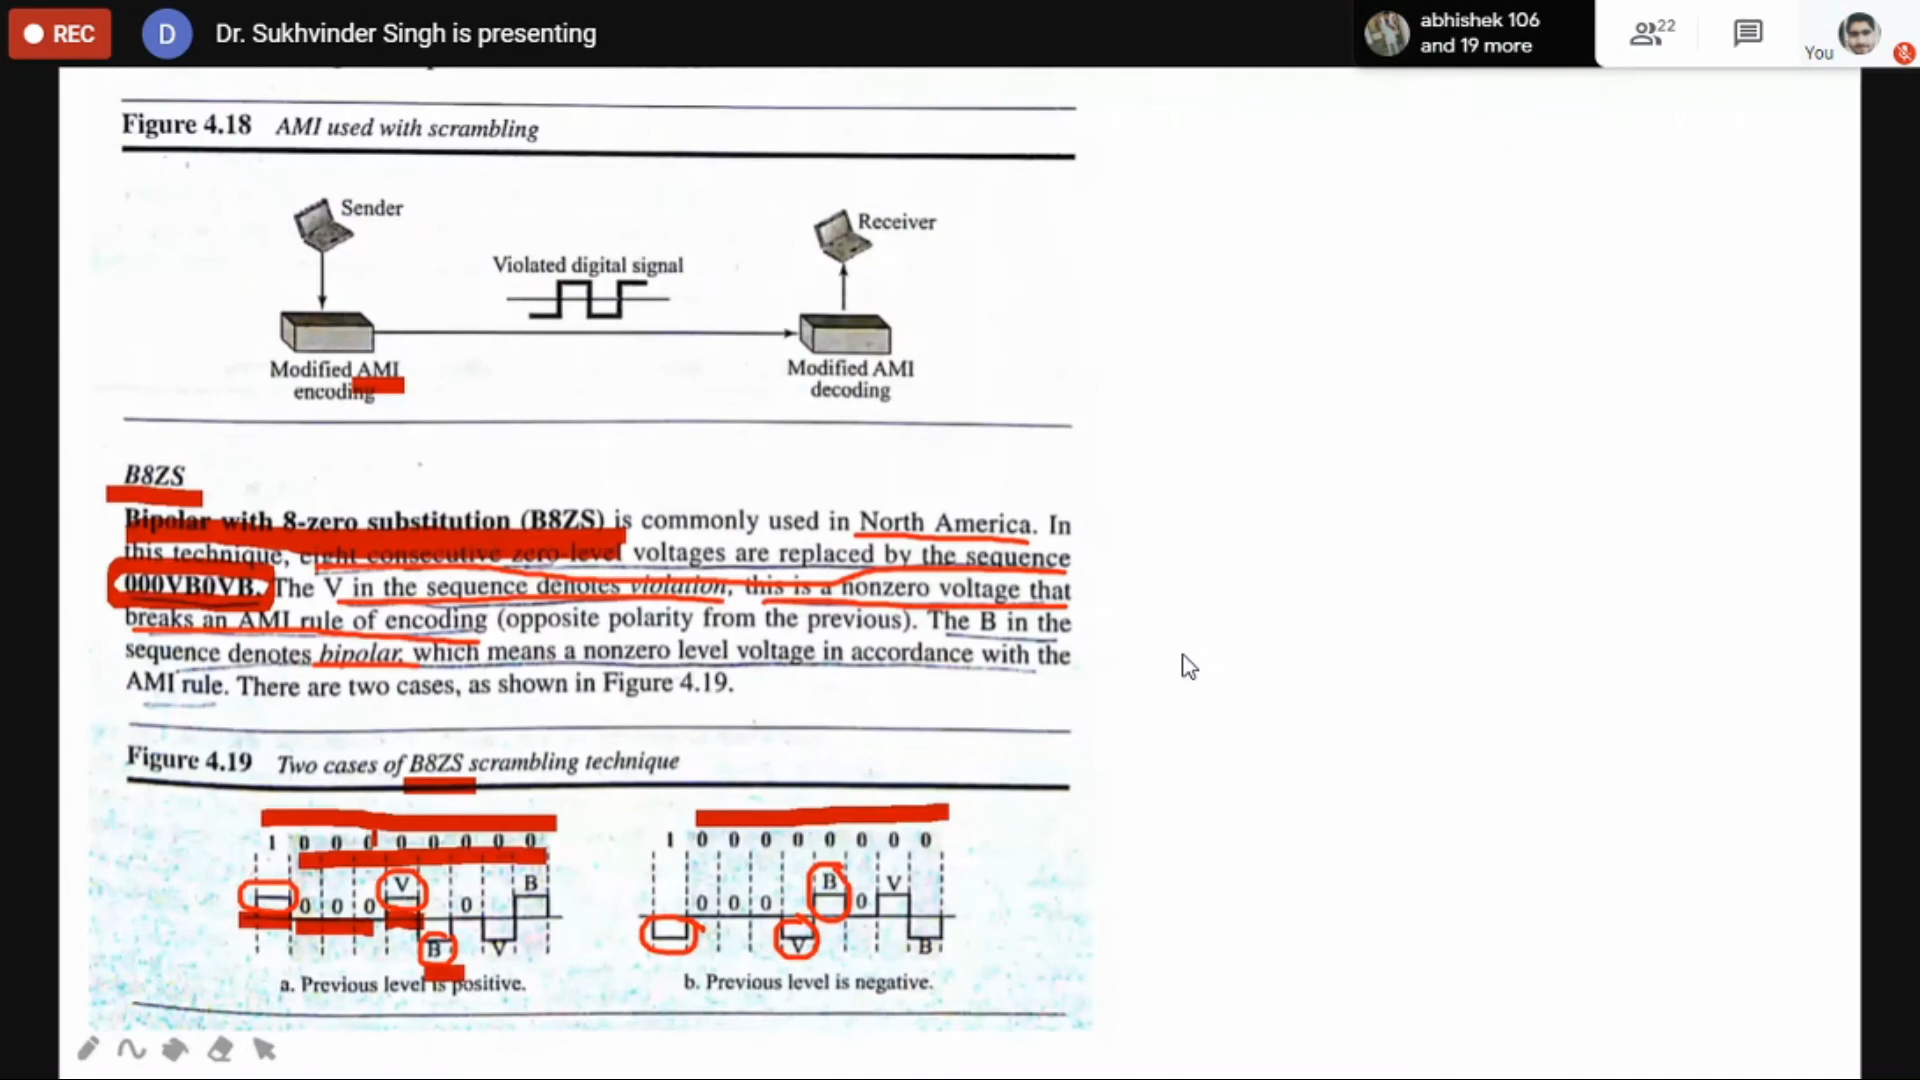 REC
D
Dr. Sukhvinder Singh is presenting
abhishek 106
and 19 more
22
You
Figure 4.18 AMI used with scrambling
Sender
Receiver
Violated digital signal
Modified AMI
encoding
Modified AMI
decoding
B8ZS
Bipolar with 8-zero substitution (B8ZS) is commonly used in North America. In
this technique, eight consecutive zero-level voltages are replaced by the sequence
000VB0VB. The V in the sequence denotes violation, this is a nonzero voltage that
breaks an AMI rule of encoding (opposite polarity from the previous). The B in the
sequence denotes bipolar, which means a nonzero level voltage in accordance with the
AMI rule. There are two cases, as shown in Figure 4.19.
Figure 4.19 Two cases of B8ZS scrambling technique
1 0 0 0 0 0 0 0 0
V B
0 0 0 0
B V
a. Previous level is positive.
1 0 0 0 0 0 0 0 0
B V
0 0 0 0
V B
b. Previous level is negative.